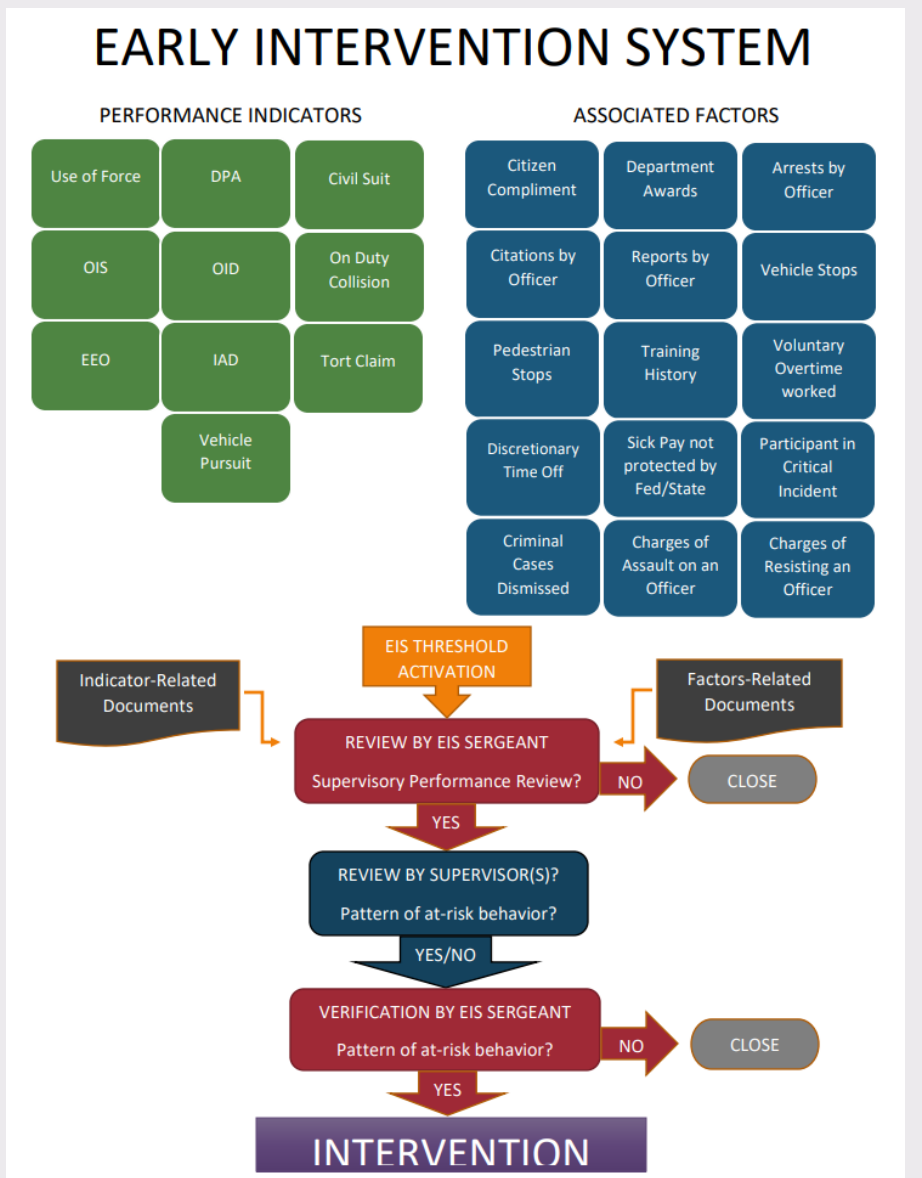 EARLY INTERVENTION SYSTEM
PERFORMANCE INDICATORS
Use of Force
DPA
Civil Suit
OIS
OID
On Duty
Collision
EEO
IAD
Tort Claim
Vehicle
Pursuit
ASSOCIATED FACTORS
Citizen
Compliment
Department
Awards
Arrests by
Officer
Citations by
Officer
Reports by
Officer
Vehicle Stops
Pedestrian
Stops
Training
History
Voluntary
Overtime
worked
Discretionary
Time Off
Sick Pay not
protected by
Fed/State
Participant in
Critical
Incident
Criminal
Cases
Dismissed
Charges of
Assault on an
Officer
Charges of
Resisting an
Officer
EIS THRESHOLD
ACTIVATION
Indicator-Related
Documents
Factors-Related
Documents
REVIEW BY EIS SERGEANT
Supervisory Performance Review?
NO
CLOSE
YES
REVIEW BY SUPERVISOR(S)?
Pattern of at-risk behavior?
YES/NO
VERIFICATION BY EIS SERGEANT
Pattern of at-risk behavior?
NO
CLOSE
YES
INTERVENTION